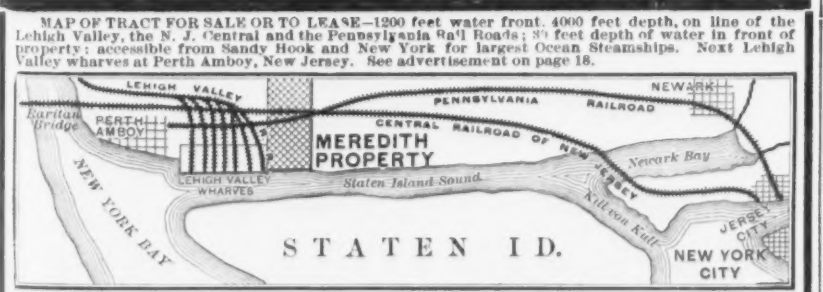 MAP OF TRACT FOR SALE OR TO LEASE—1200 feet water front. 4000 feet depth, on line of the
Lehigh Valley, the N. J. Central and the Pennsylvania Rail Roads; feet depth of water in front of
property; accessible from Sandy Hook and New York for largest Ocean Steamships. Next Lehigh
Valley wharves at Perth Amboy, New Jersey. See advertisement on page 18.
LEHIGH VALLEY R. R.
PENNSYLVANIA RAILROAD
NEWARK
Raritan
Bridge
PERTH
AMBOY
CENTRAL RAILROAD OF NEW JERSEY
MEREDITH
PROPERTY
Newark Bay
LEHIGH VALLEY
WHARVES
Staten Island Sound
NEW YORK BAY
Kill von Kull
JERSEY
CITY
STATEN ID.
NEW YORK
CITY